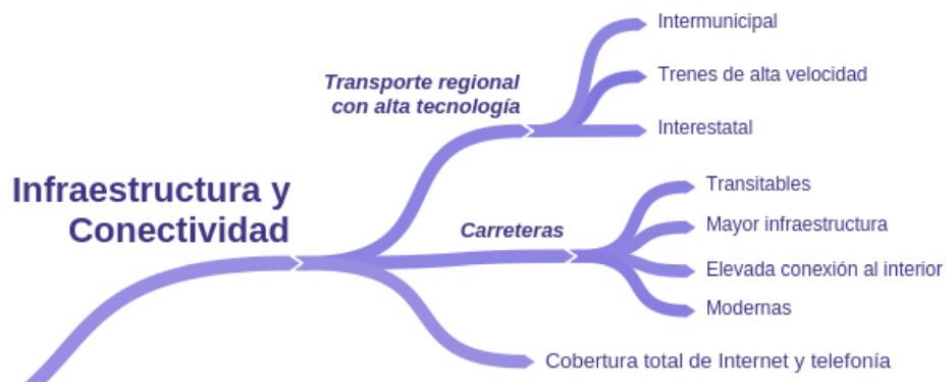 Infraestructura y
Conectividad
Transporte regional
con alta tecnología
Intermunicipal
Trenes de alta velocidad
Interestatal
Carreteras
Transitables
Mayor infraestructura
Elevada conexión al interior
Modernas
Cobertura total de Internet y telefonía